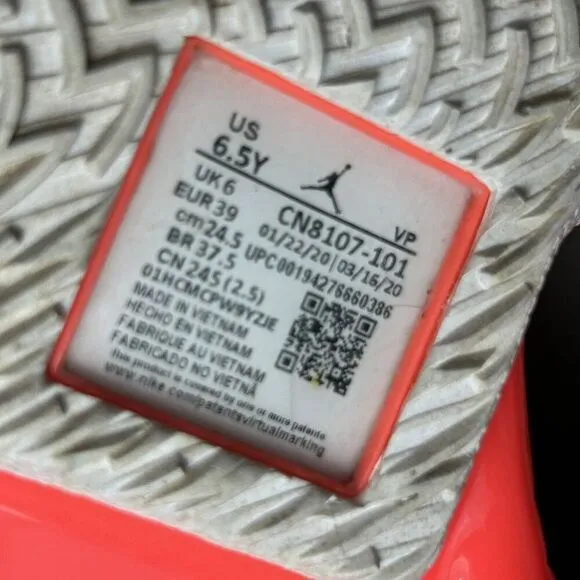 US
6.5Y
VP
UK 6
CN8107-101
EUR 39
01/22/20 | 03/16/20
cm 24.5
UPC00194276660386
BR 37.5
CN 245 (2.5)
01HCMCPW9YZJE
MADE IN VIETNAM
HECHO EN VIETNAM
FABRIQUE AU VIETNAM
FABRICADO NO VIETNÃ
this product is covered by one or more patents
www.nike.com/patentsvirtualmarking